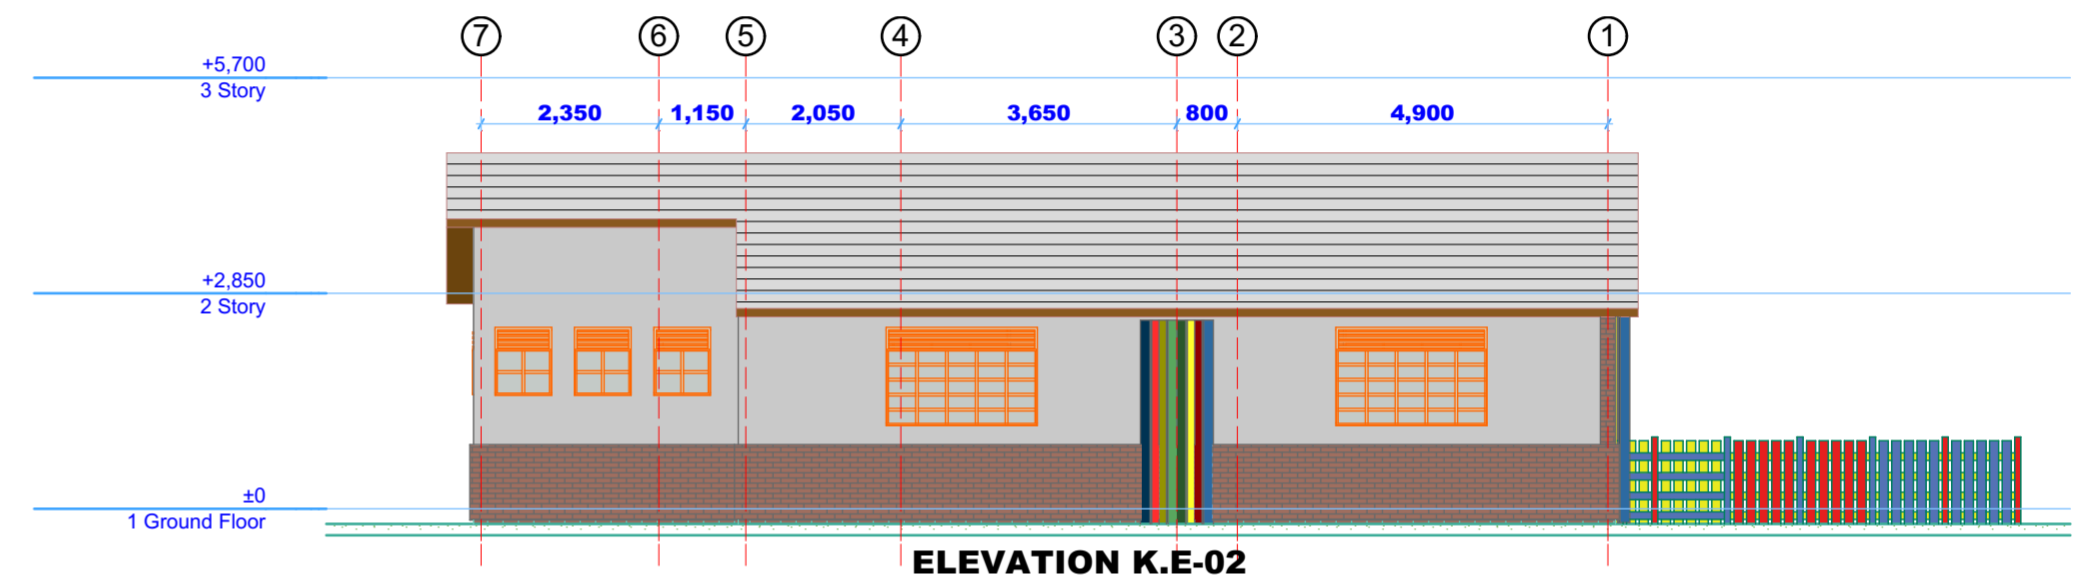 7 6 5 4 3 2 1
+5,700
3 Story
2,350 1,150 2,050 3,650 800 4,900
+2,850
2 Story
±0
1 Ground Floor
ELEVATION K.E-02